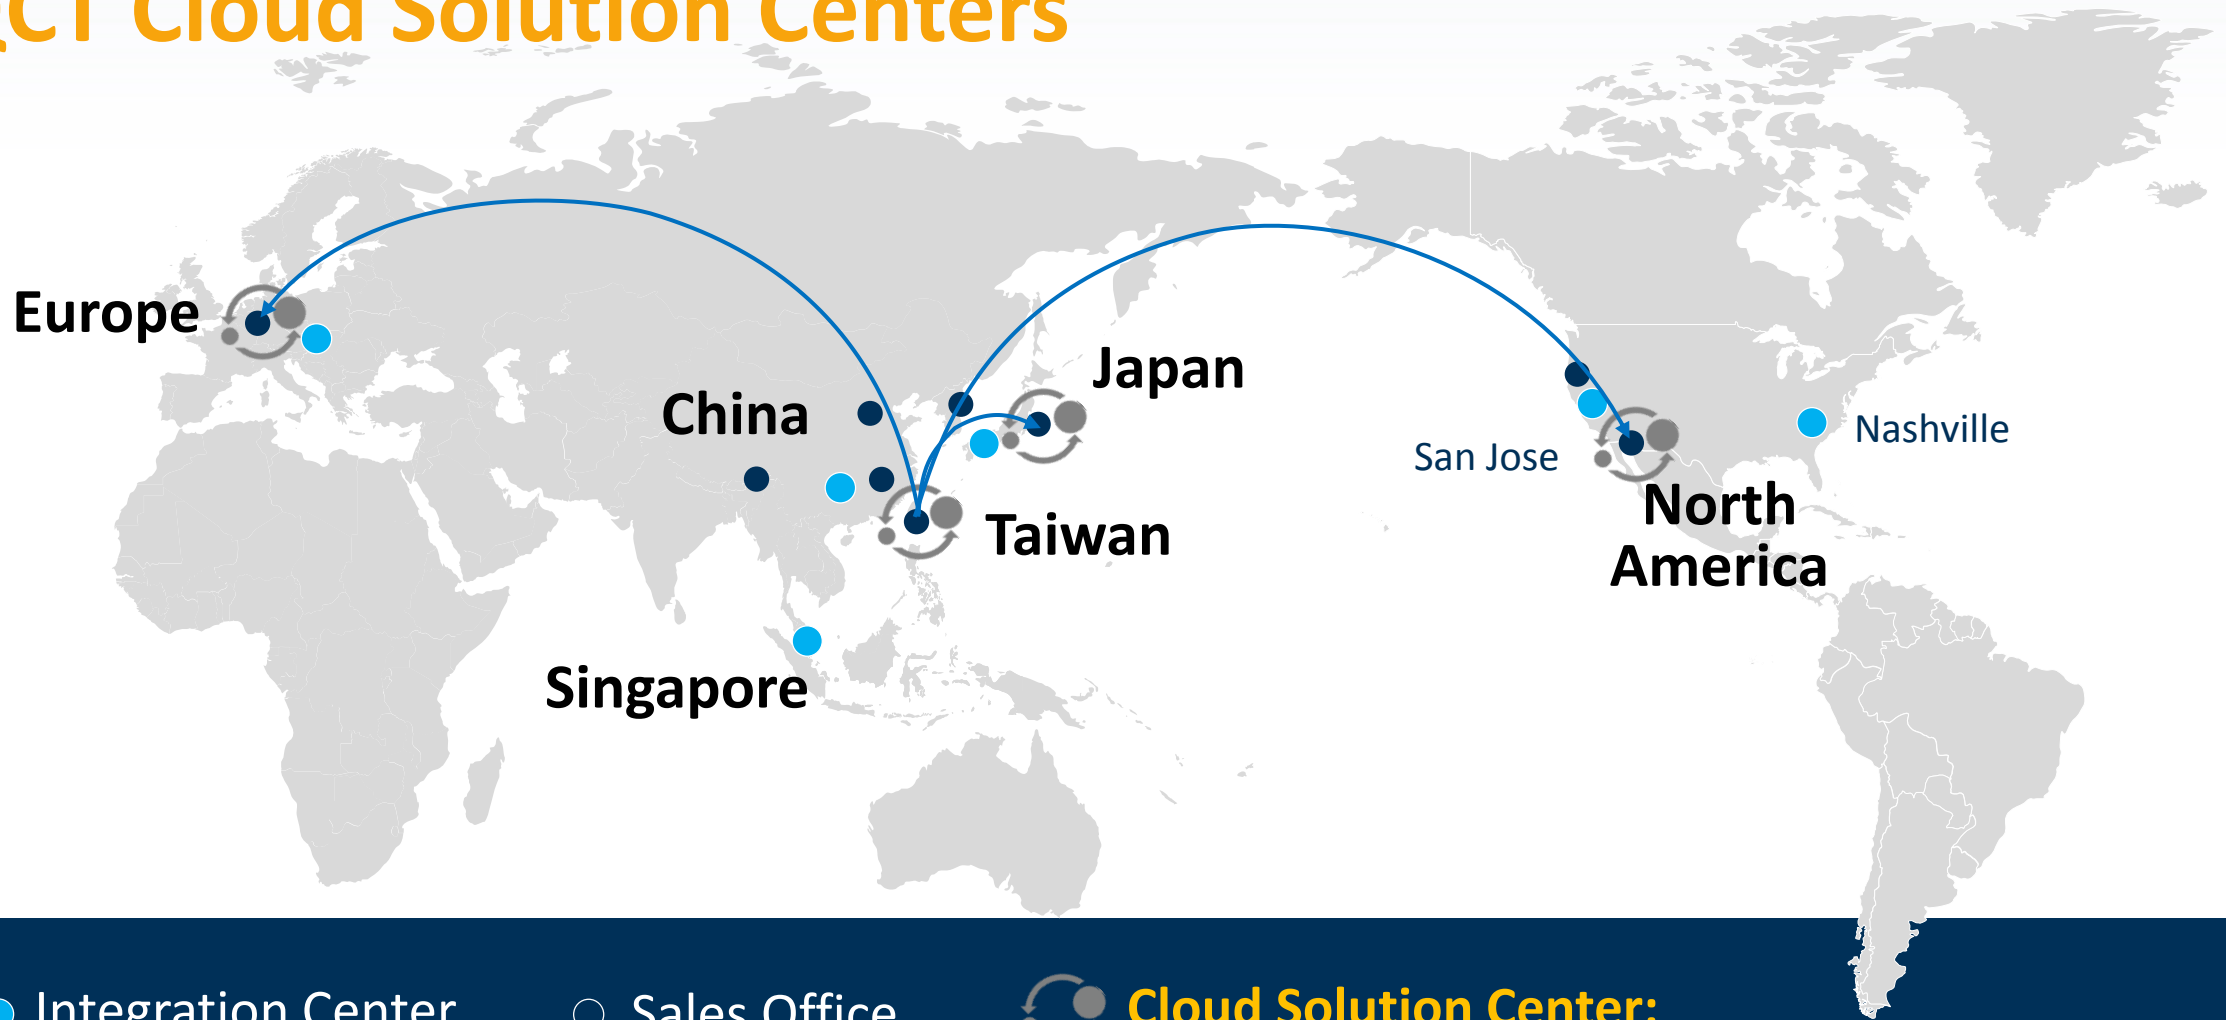 QCT Cloud Solution Centers
Europe
Japan
China
Nashville
San Jose
North
America
Taiwan
Singapore
Integration Center
Sales Office
Cloud Solution Center: